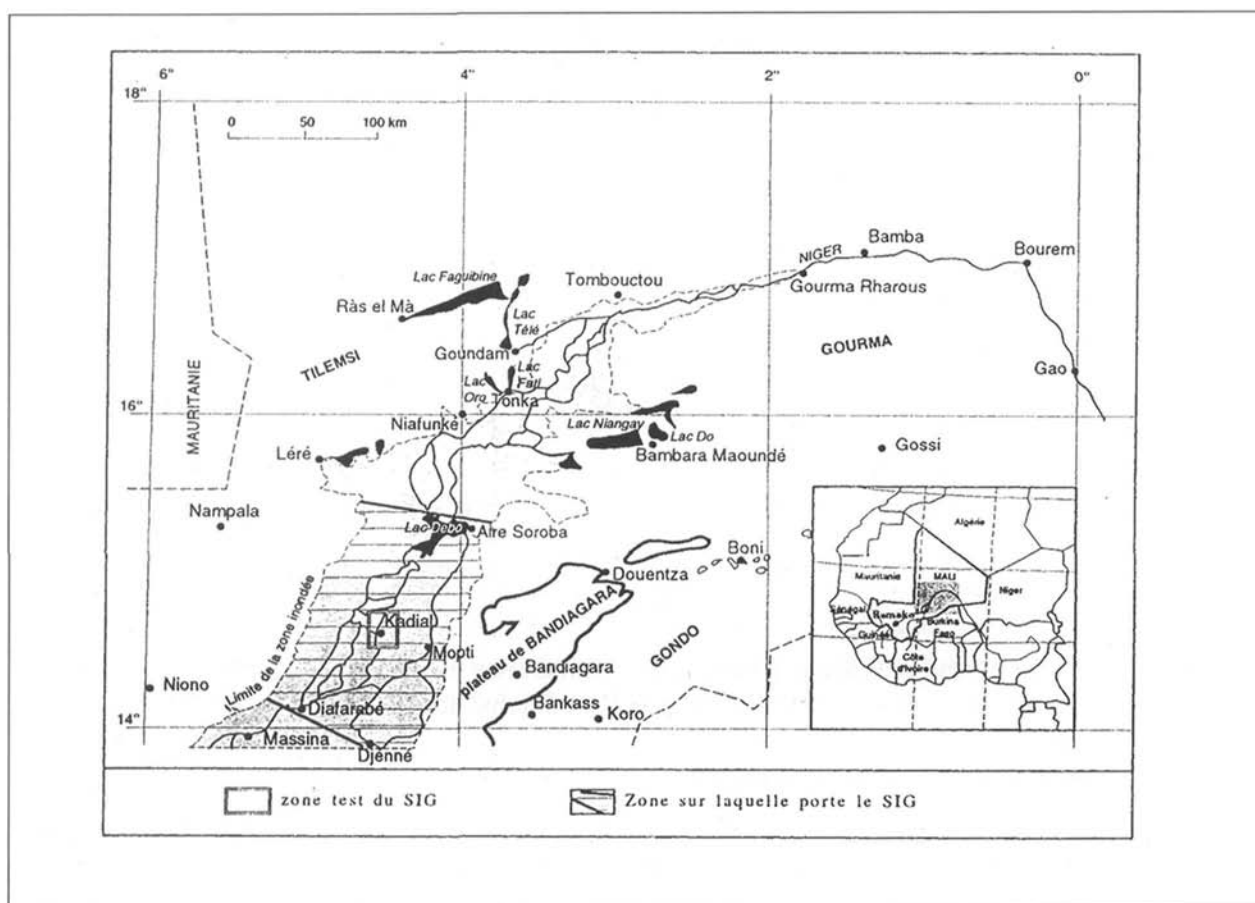 6° 4° 2° 0°
18°
0 50 100 km
Bamba
NIGER
Bourem
Lac Faguibine
Tombouctou
Gourma Rharous
Ràs el Mà
Lac
Télé
GOURMA
Goundam
TILEMSI
MAURITANIE
Lac
Fati
Lac
Oro
Tonka
Gao
16°
Niafunké
Lac Niangay
Lac Do
Léré
Bambara Maoundé
Gossi
Nampala
Lac Debo
Aire Soroba
Boni
Douentza
Limite de la zone inondée
Kadial
Mopti
plateau de BANDIAGARA
GONDO
Bandiagara
Niono
Diafarabé
Bankass
Koro
14°
Massina
Djenné
Algérie
Mauritanie
MALI
Niger
Sénégal
Bamako
Burkina
Faso
Guinée
Côte
d'Ivoire
zone test du SIG
Zone sur laquelle porte le SIG